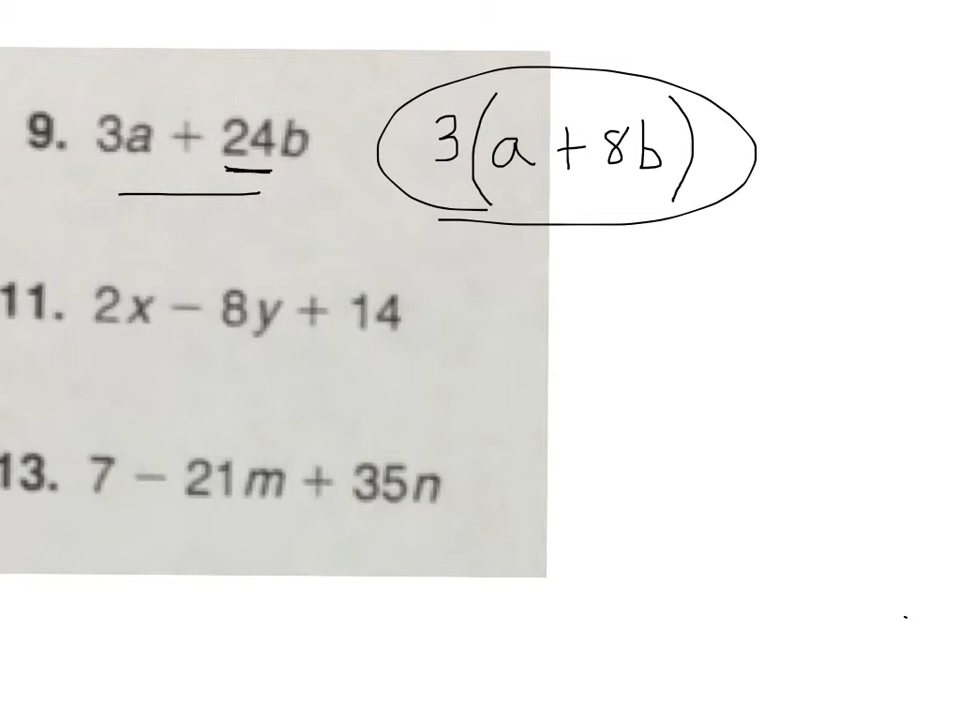 9. 3a + 24b 3(a + 8b)
11. 2x – 8y + 14
13. 7 – 21m + 35n